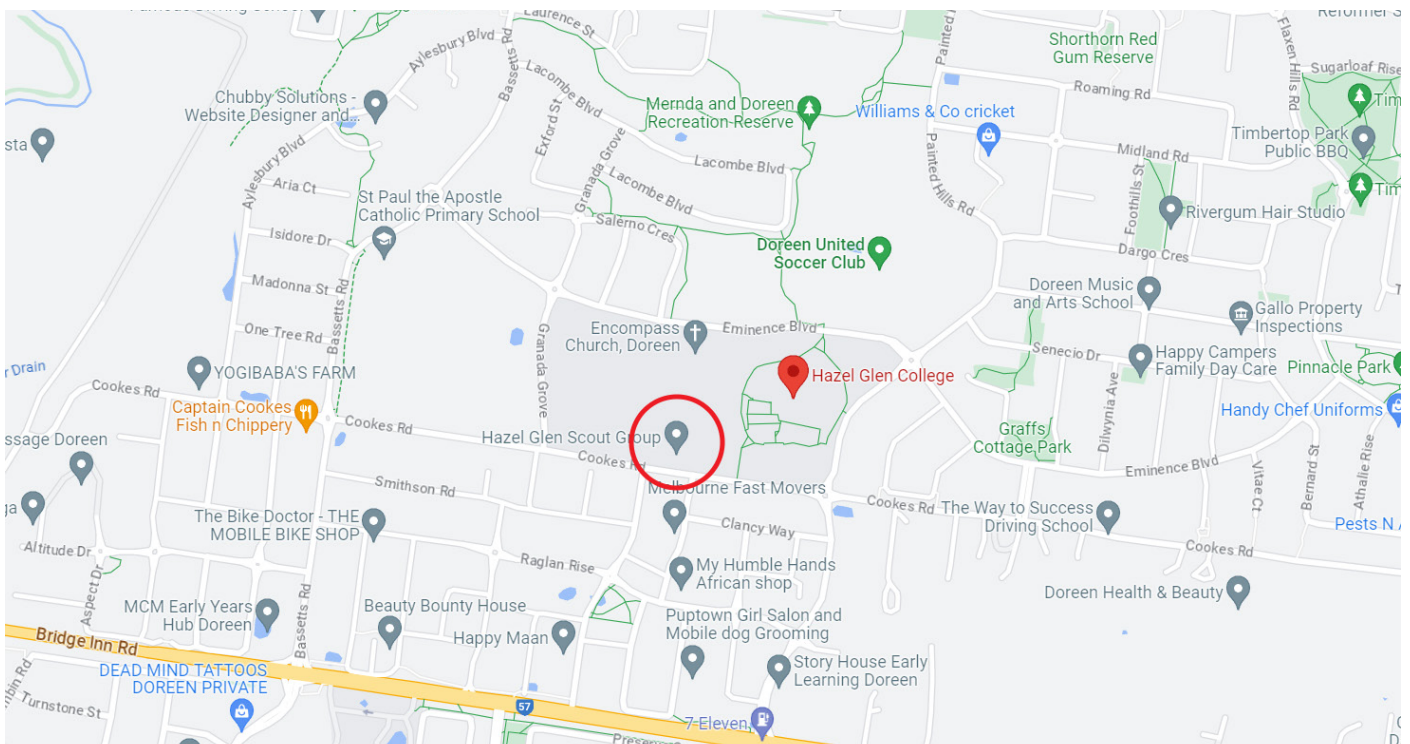 Laurence St
Reformer S
Aylesbury Blvd
Bassetts Rd
Painted
Flaxen Hills Rd
Shorthorn Red
Gum Reserve
Sugarloaf Rise
Lacombe Blvd
Chubby Solutions -
Website Designer and...
Mernda and Doreen
Recreation Reserve
Williams & Co cricket
Roaming Rd
Tim
Exford St
Timbertop Park
Public BBQ
sta
Aylesbury Blvd
Granada Grove
Lacombe Blvd
Painted Hills Rd
Midland Rd
Aria Ct
St Paul the Apostle
Catholic Primary School
Lacombe Blvd
Foothills St
Rivergum Hair Studio
Tim
Isidore Dr
Salerno Cres
Doreen United
Soccer Club
Dargo Cres
Madonna St
Bassetts Rd
Doreen Music
and Arts School
Gallo Property
Inspections
One Tree Rd
Granada Grove
Encompass
Church, Doreen
Eminence Blvd
Senecio Dr
Happy Campers
Family Day Care
Pinnacle Park
r Drain
YOGIBABA'S FARM
Hazel Glen College
Cookes Rd
Captain Cookes
Fish n Chippery
Cookes Rd
Dilwynia Ave
Handy Chef Uniforms
ssage Doreen
Hazel Glen Scout Group
Graffs
Cottage Park
Cookes Rd
Eminence Blvd
Vitae Ct
Bernard St
Athalie Rise
Smithson Rd
Melbourne Fast Movers
Cookes Rd
The Way to Success
Driving School
ga
The Bike Doctor - THE
MOBILE BIKE SHOP
Clancy Way
Pests N A
Altitude Dr
Aspect Dr
Raglan Rise
My Humble Hands
African shop
Cookes Rd
Doreen Health & Beauty
MCM Early Years
Hub Doreen
Beauty Bounty House
Puptown Girl Salon and
Mobile dog Grooming
Bassetts Rd
Happy Maan
Bridge Inn Rd
DEAD MIND TATTOOS
DOREEN PRIVATE
Story House Early
Learning Doreen
Turnstone St
57
7-Eleven